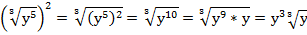 (∛y⁵)² = ∛(y⁵)² = ∛y¹⁰ = ∛y⁹ * y = y³∛y